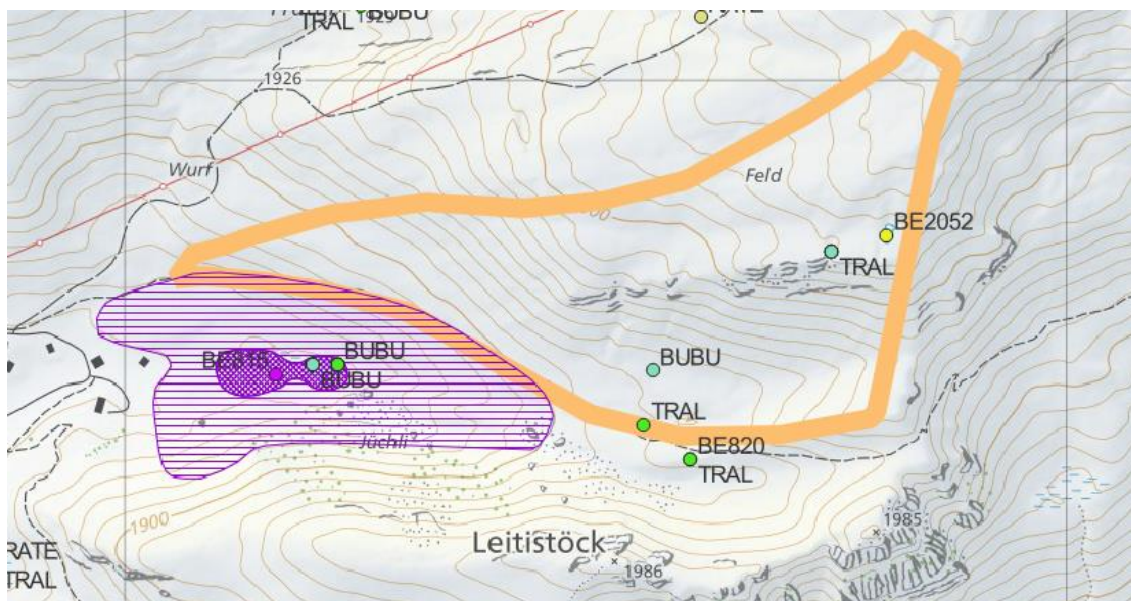 1929
BUBU
TRAL
1926
Wurf
Feld
BE2052
TRAL
BUBU
BUBU
BUBU
TRAL
Jüchli
BE820
TRAL
1900
Leitistöck
1985
1986
RATE
TRAL